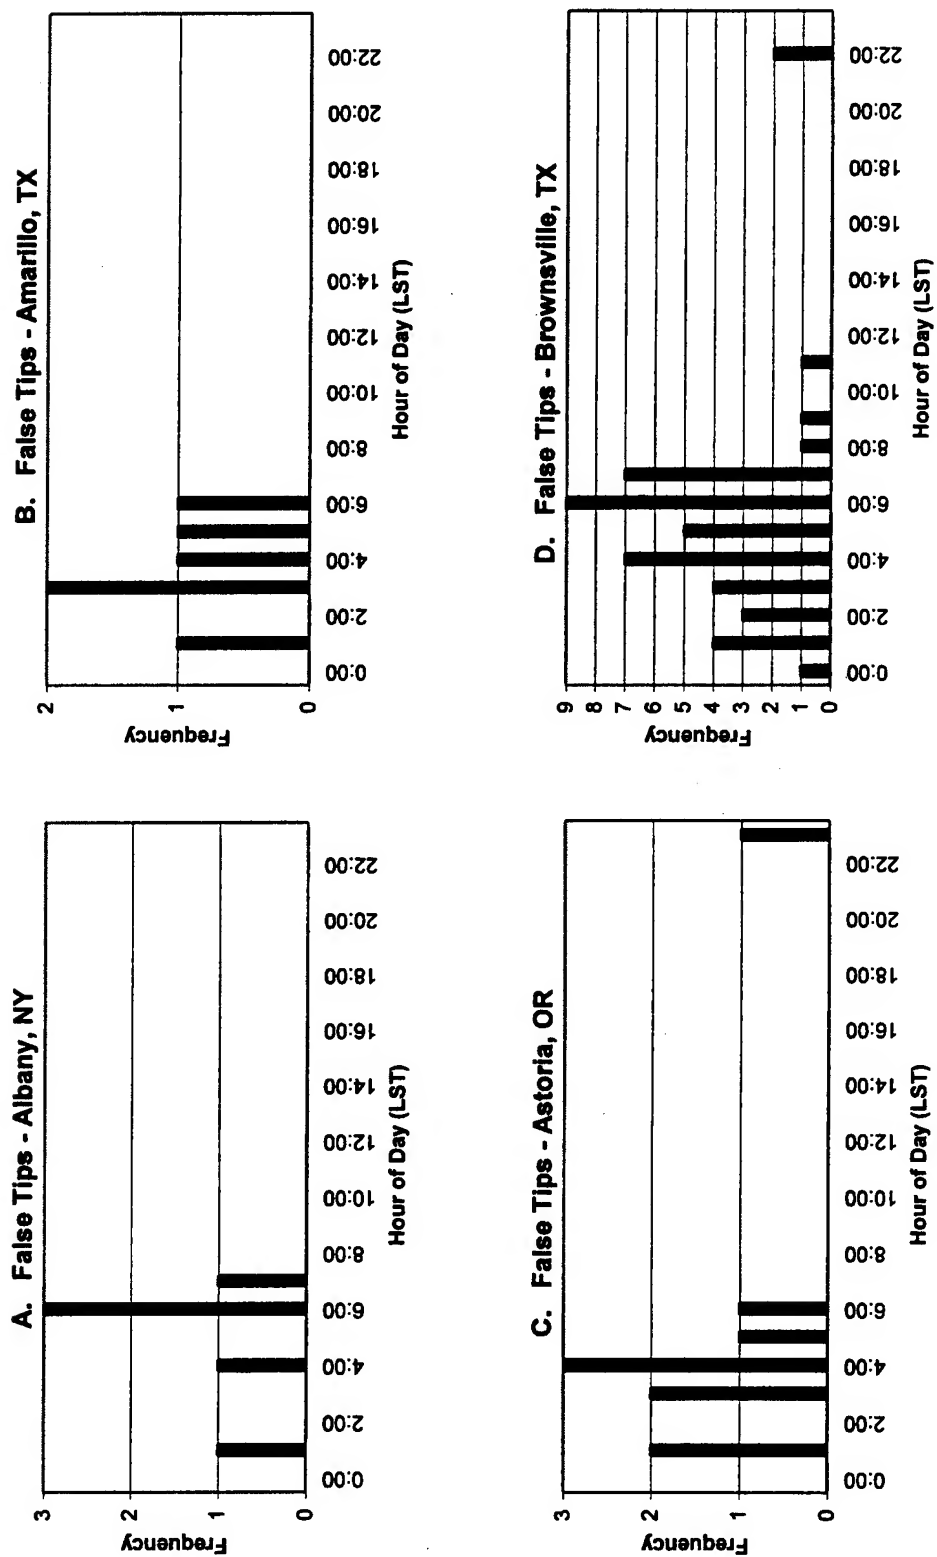 A. False Tips - Albany, NY
Frequency
3
2
1
0
0:00 2:00 4:00 6:00 8:00 10:00 12:00 14:00 16:00 18:00 20:00 22:00
Hour of Day (LST)
B. False Tips - Amarillo, TX
Frequency
2
1
0
0:00 2:00 4:00 6:00 8:00 10:00 12:00 14:00 16:00 18:00 20:00 22:00
Hour of Day (LST)
C. False Tips - Astoria, OR
Frequency
3
2
1
0
0:00 2:00 4:00 6:00 8:00 10:00 12:00 14:00 16:00 18:00 20:00 22:00
Hour of Day (LST)
D. False Tips - Brownsville, TX
Frequency
9
8
7
6
5
4
3
2
1
0
0:00 2:00 4:00 6:00 8:00 10:00 12:00 14:00 16:00 18:00 20:00 22:00
Hour of Day (LST)